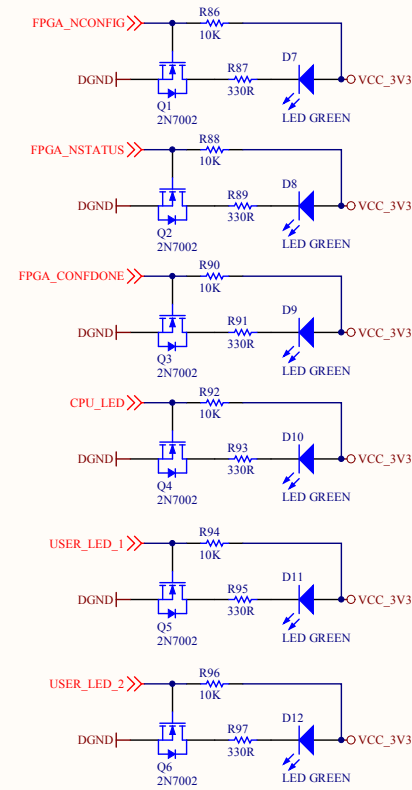 FPGA_NCONFIG
R86
10K
D7
R87
DGND
VCC_3V3
330R
Q1
2N7002
LED GREEN
FPGA_NSTATUS
R88
10K
D8
R89
DGND
VCC_3V3
330R
Q2
2N7002
LED GREEN
FPGA_CONFDONE
R90
10K
D9
R91
DGND
VCC_3V3
330R
Q3
2N7002
LED GREEN
CPU_LED
R92
10K
D10
R93
DGND
VCC_3V3
330R
Q4
2N7002
LED GREEN
USER_LED_1
R94
10K
D11
R95
DGND
VCC_3V3
330R
Q5
2N7002
LED GREEN
USER_LED_2
R96
10K
D12
R97
DGND
VCC_3V3
330R
Q6
2N7002
LED GREEN